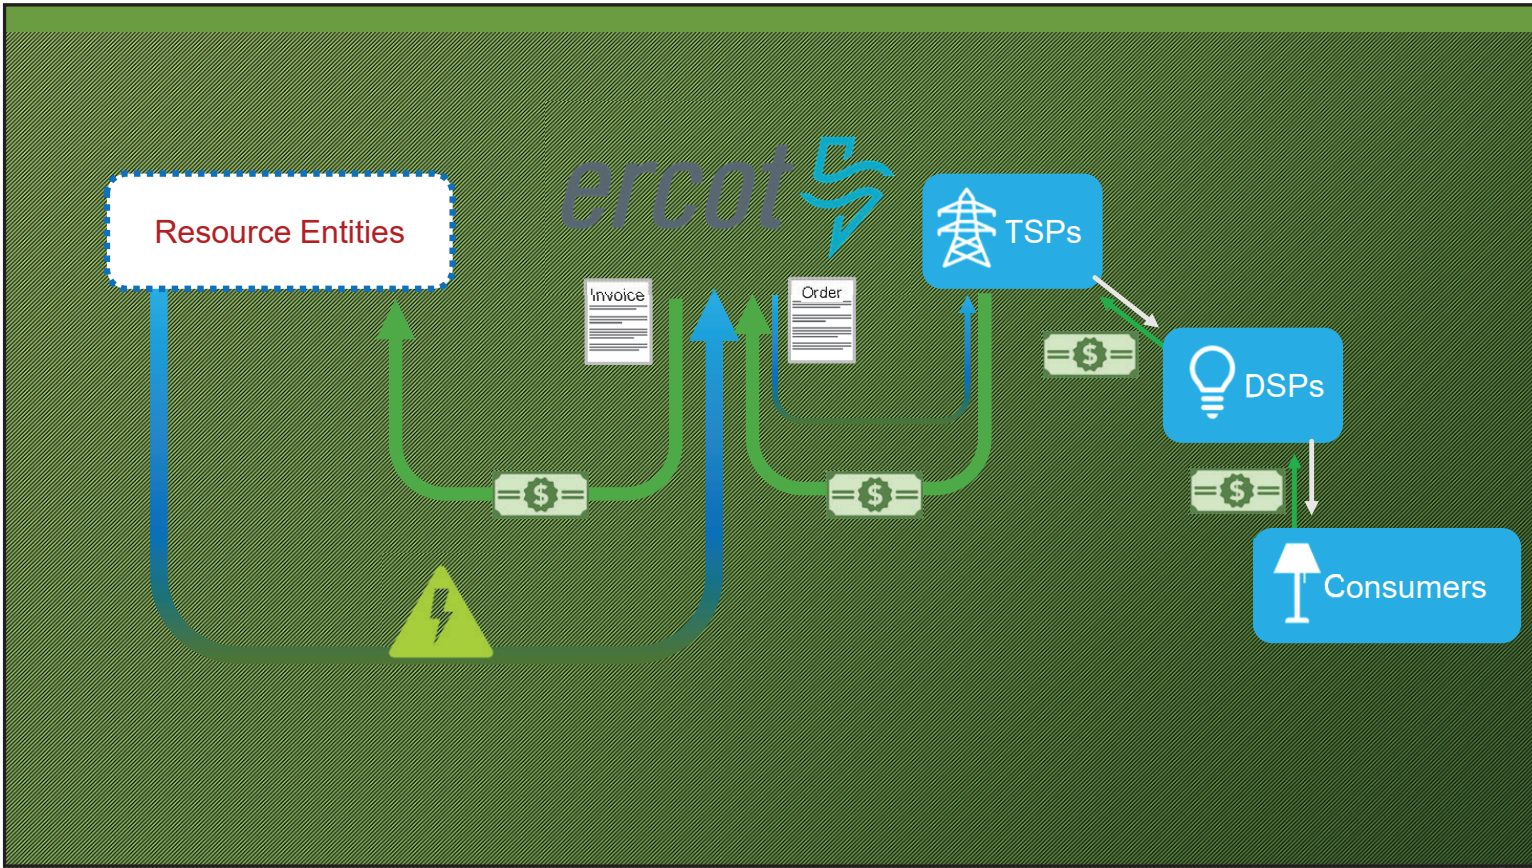 ercot
Resource Entities
TSPs
Invoice
Order
$
DSPs
$
$
$
Consumers